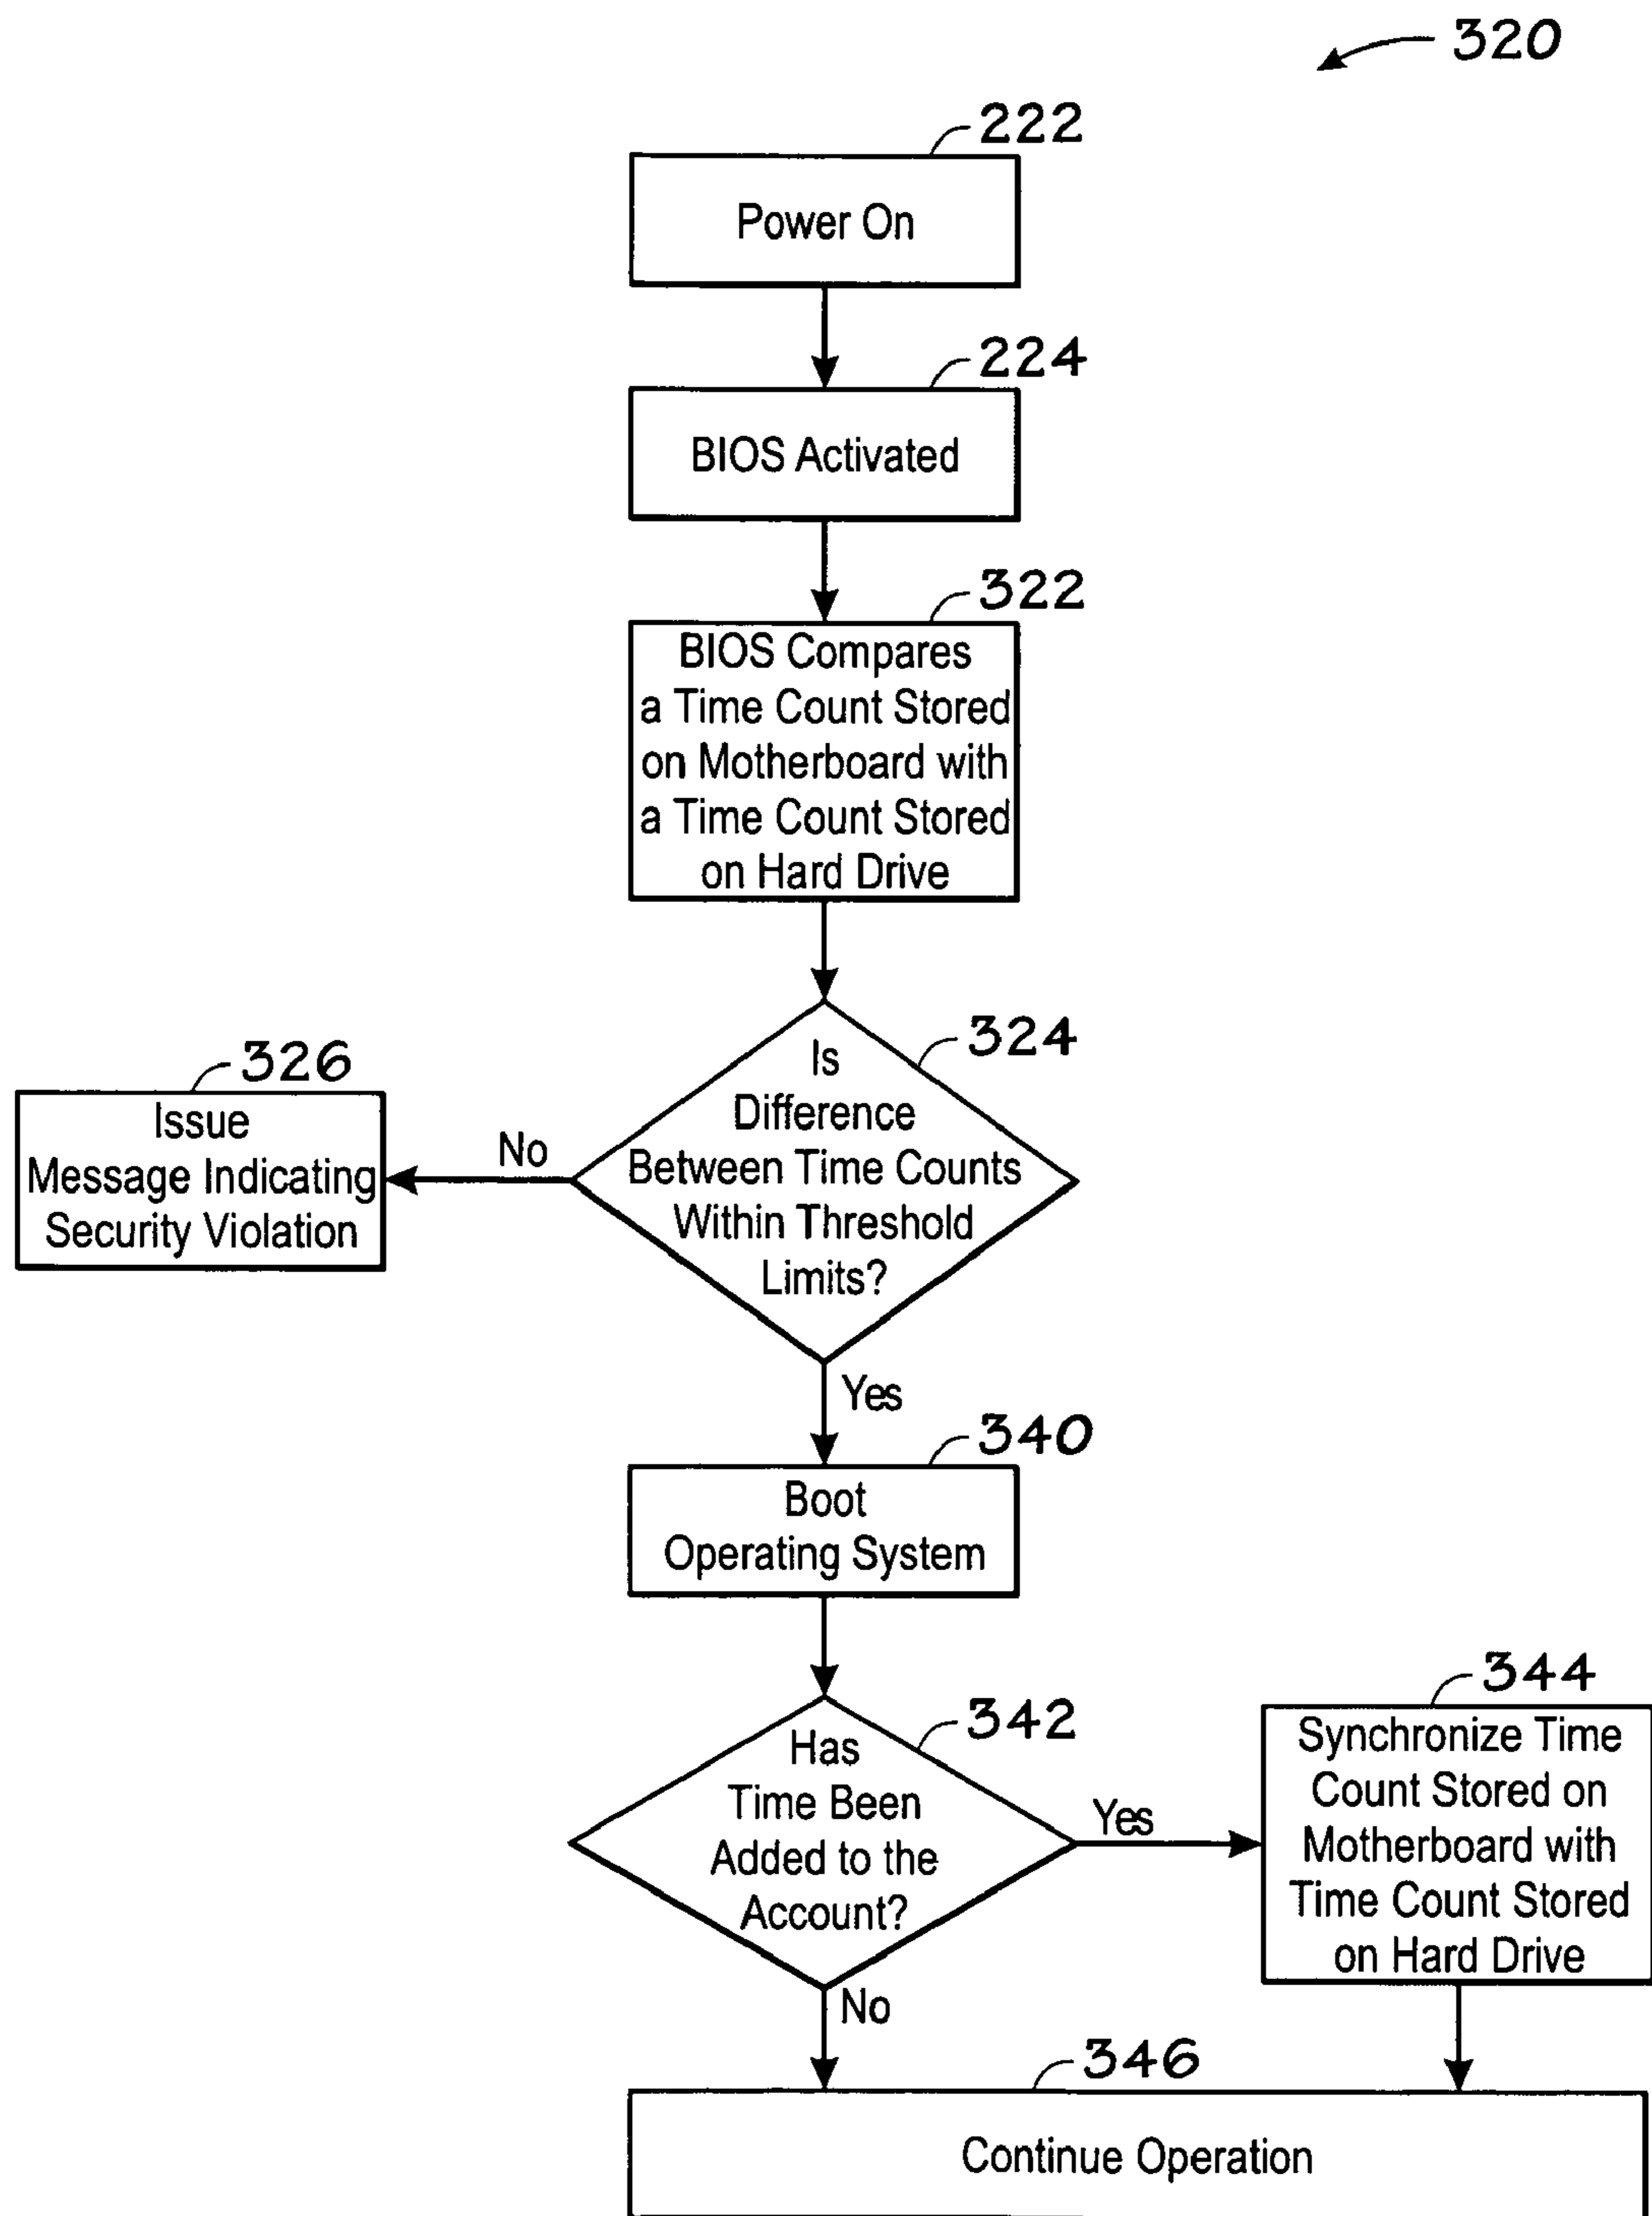 320
222
Power On
224
BIOS Activated
322
BIOS Compares
a Time Count Stored
on Motherboard with
a Time Count Stored
on Hard Drive
324
Is
Difference
Between Time Counts
Within Threshold
Limits?
326
Issue
Message Indicating
Security Violation
No
Yes
340
Boot
Operating System
342
Has
Time Been
Added to the
Account?
Yes
344
Synchronize Time
Count Stored on
Motherboard with
Time Count Stored
on Hard Drive
No
346
Continue Operation